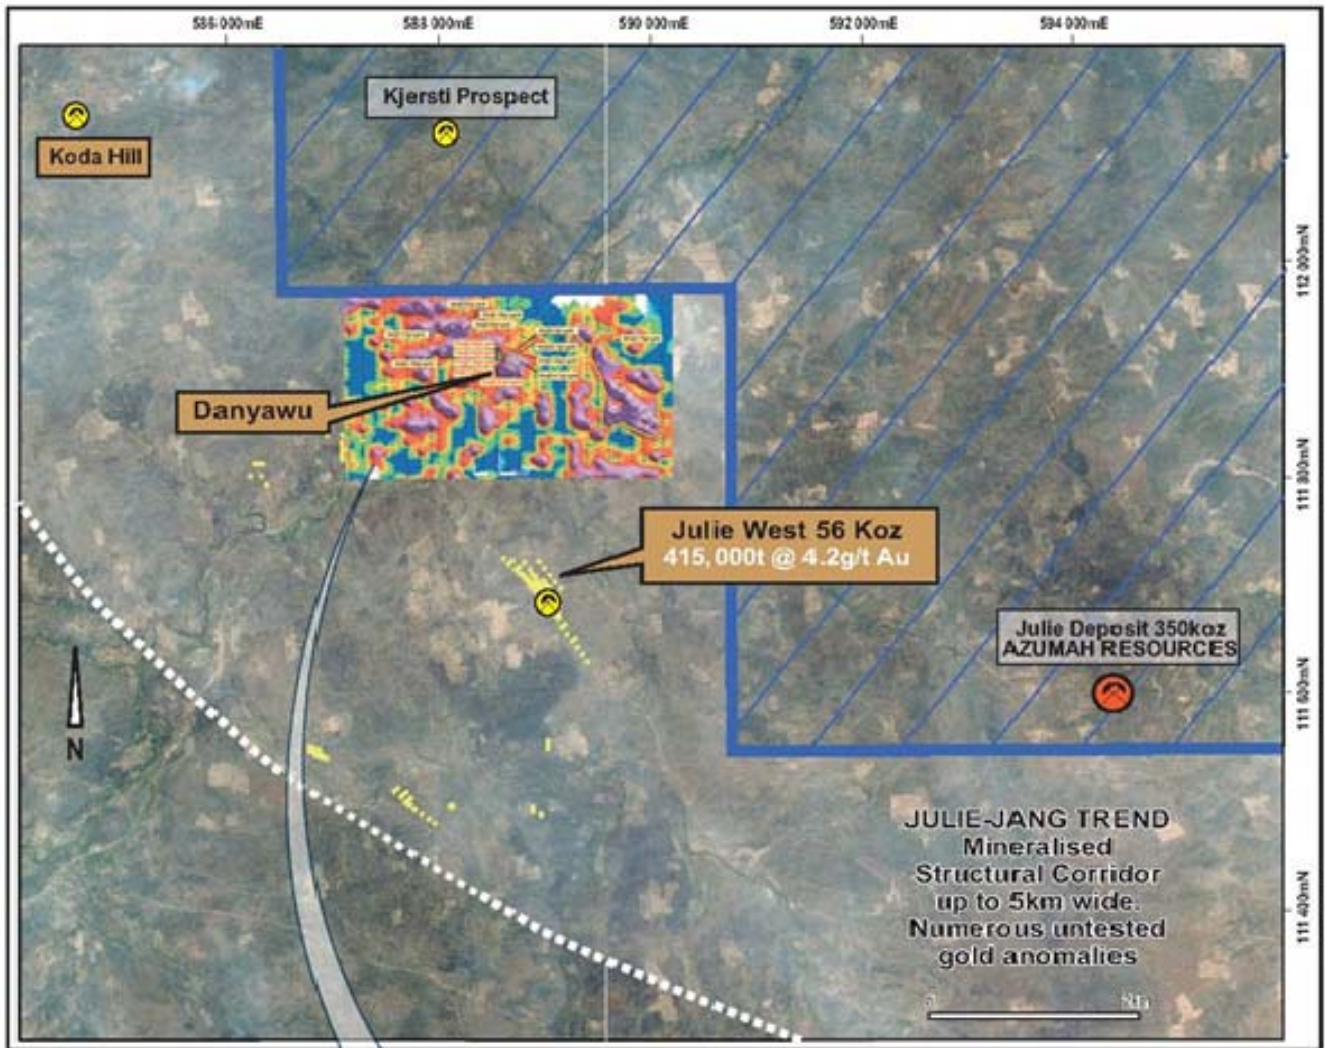 586 000mE
588 000mE
590 000mE
592 000mE
594 000mE
Kjersti Prospect
Koda Hill
112 000mN
Danyawu
111 800mN
Julie West 56 Koz
415,000t @ 4.2g/t Au
Julie Deposit 350koz
AZUMAH RESOURCES
111 600mN
N
JULIE-JANG TREND
Mineralised
Structural Corridor
up to 5km wide.
Numerous untested
gold anomalies
111 400mN
0
2km